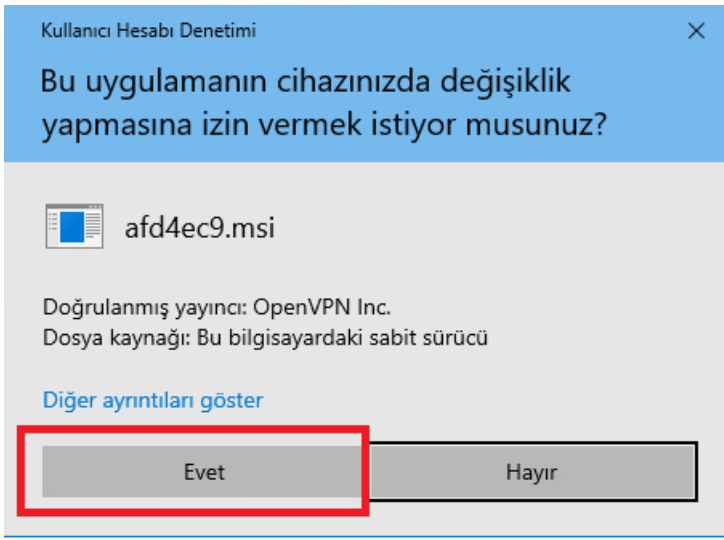 Kullanıcı Hesabı Denetimi
Bu uygulamanın cihazınızda değişiklik
yapmasına izin vermek istiyor musunuz?
afd4ec9.msi
Doğrulanmış yayıncı: OpenVPN Inc.
Dosya kaynağı: Bu bilgisayardaki sabit sürücü
Diğer ayrıntıları göster
Evet
Hayır